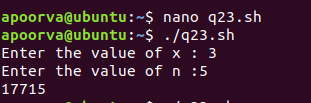 apoorva@ubuntu:~$ nano q23.sh
apoorva@ubuntu:~$ ./q23.sh
Enter the value of x : 3
Enter the value of n :5
17715